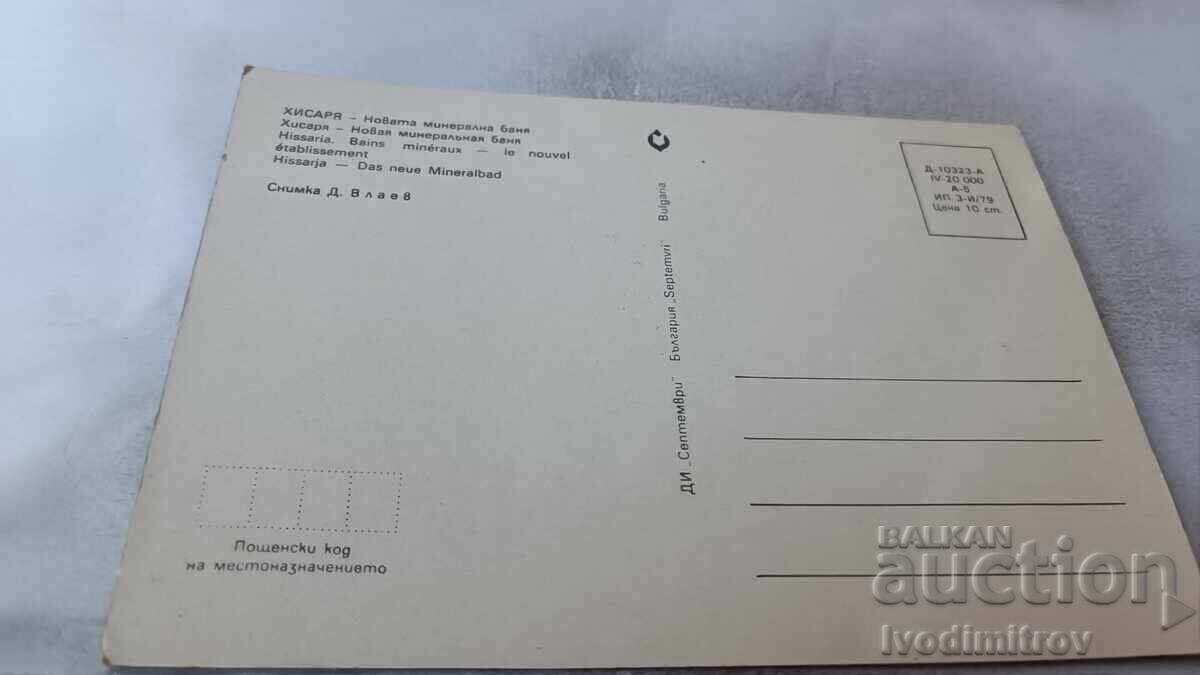 ХИСАРЯ – Новата минерална баня
Хисаря – Новая минеральная баня
Hissaria. Bains minéraux — le nouvel
établissement
Hissarja — Das neue Mineralbad
Снимка Д. Влаев
Д-10323-А
IV-20 000
А-5
ИП. 3-И/79
Цена 10 ст.
ДИ „Септември" България „Septemvri" Bulgaria
Пощенски код
на местоназначението
BALKAN
auction
Ivodimitrov